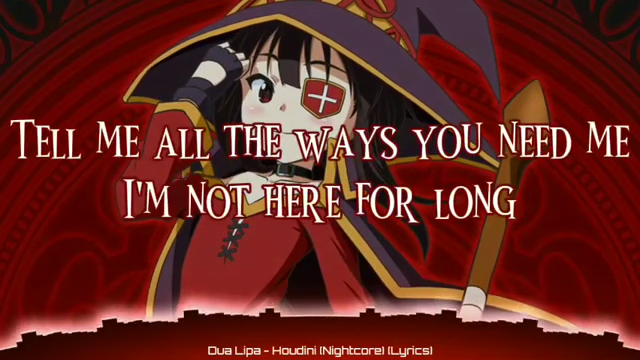 TELL ME ALL THE WAYS YOU NEED ME
I'M NOT HERE FOR LONG
Dua Lipa - Houdini (Nightcore) (Lyrics)